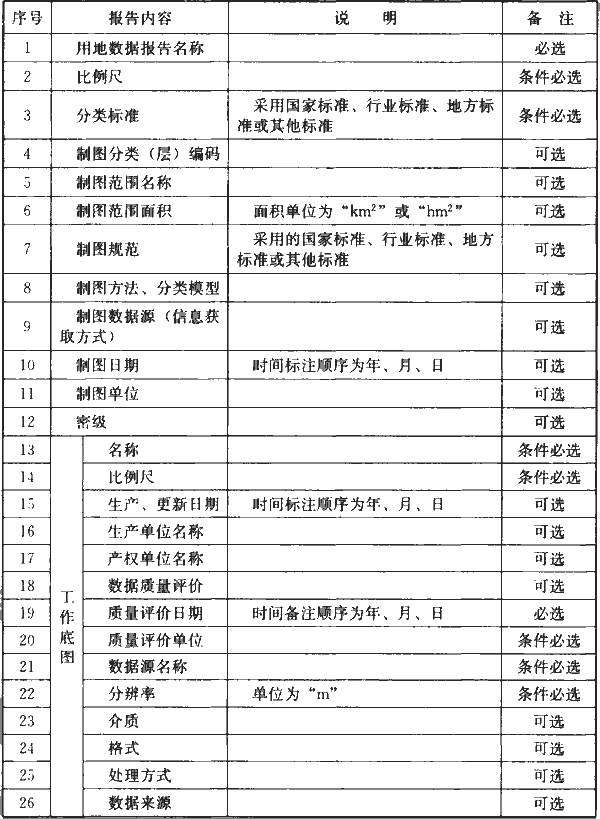 序号 报告内容 说 明 备 注
1 用地数据报告名称 必选
2 比例尺 条件必选
3 分类标准 采用国家标准、行业标准、地方标 条件必选
准或其他标准
4 制图分类（层）编码 可选
5 制图范围名称 可选
6 制图范围面积 面积单位为“km²”或“hm²” 可选
7 制图规范 采用的国家标准、行业标准、地方 可选
标准或其他标准
8 制图方法、分类模型 可选
9 制图数据源（信息获 可选
取方式）
10 制图日期 时间标注顺序为年、月、日 可选
11 制图单位 可选
12 密级 可选
工作底图
13 名称 条件必选
14 比例尺 条件必选
15 生产、更新日期 时间标注顺序为年、月、日 可选
16 生产单位名称 可选
17 产权单位名称 可选
18 数据质量评价 可选
19 质量评价日期 时间备注顺序为年、月、日 必选
20 质量评价单位 条件必选
21 数据源名称 条件必选
22 分辨率 单位为“m” 条件必选
23 介质 可选
24 格式 可选
25 处理方式 可选
26 数据来源 可选